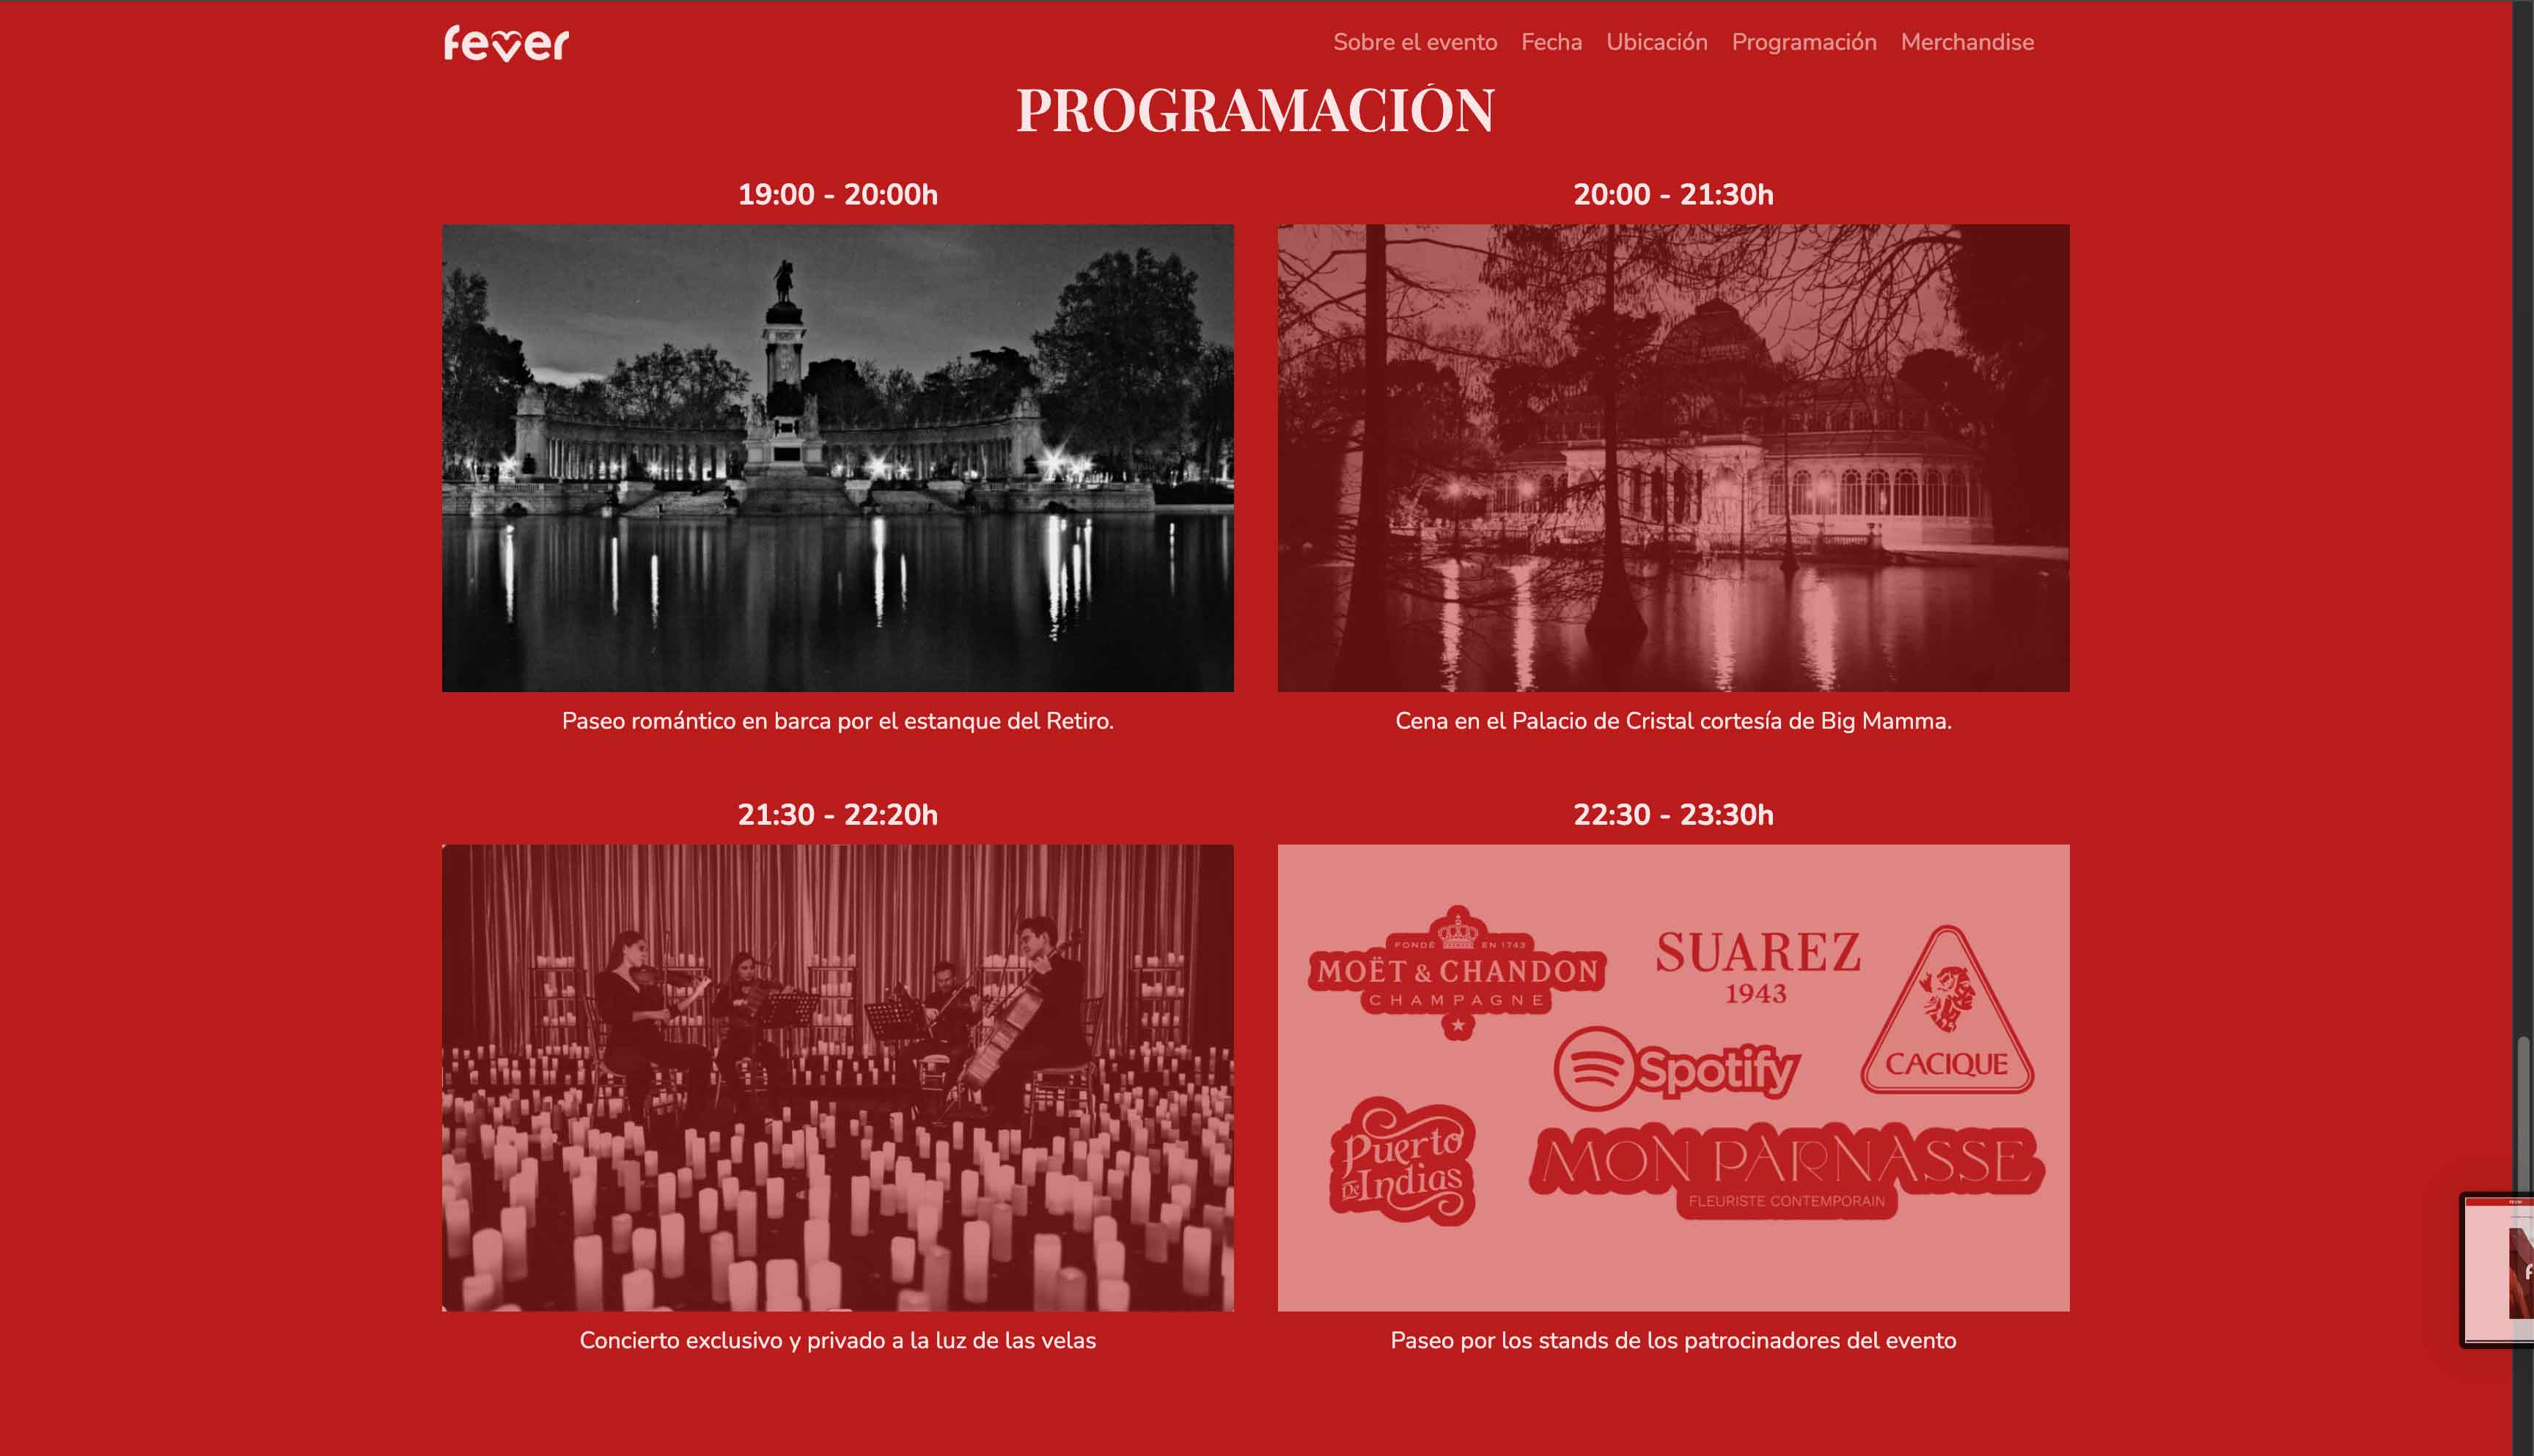 fever
Sobre el evento Fecha Ubicación Programación Merchandise
PROGRAMACIÓN
19:00 - 20:00h
20:00 - 21:30h
Paseo romántico en barca por el estanque del Retiro.
Cena en el Palacio de Cristal cortesía de Big Mamma.
21:30 - 22:20h
22:30 - 23:30h
FONDÉ EN 1743
MOËT & CHANDON
CHAMPAGNE
SUAREZ
1943
CACIQUE
Spotify
Puerto
De Indias
MON PARNASSE
FLEURISTE CONTEMPORAIN
Concierto exclusivo y privado a la luz de las velas
Paseo por los stands de los patrocinadores del evento